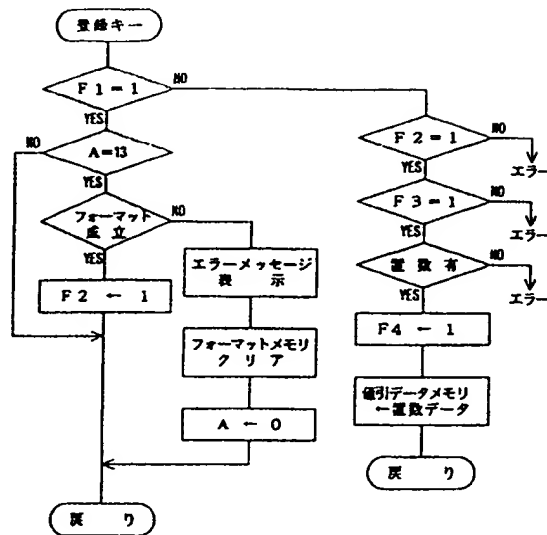 登録キー
F1=1
NO
YES
NO
A=13
YES
フォーマット
成立
NO
YES
F2 ← 1
エラーメッセージ
表示
フォーマットメモリ
クリア
A ← 0
戻り
F2=1
NO
エラー
YES
F3=1
NO
エラー
YES
置数有
NO
エラー
YES
F4 ← 1
値引データメモリ
←置数データ
戻り